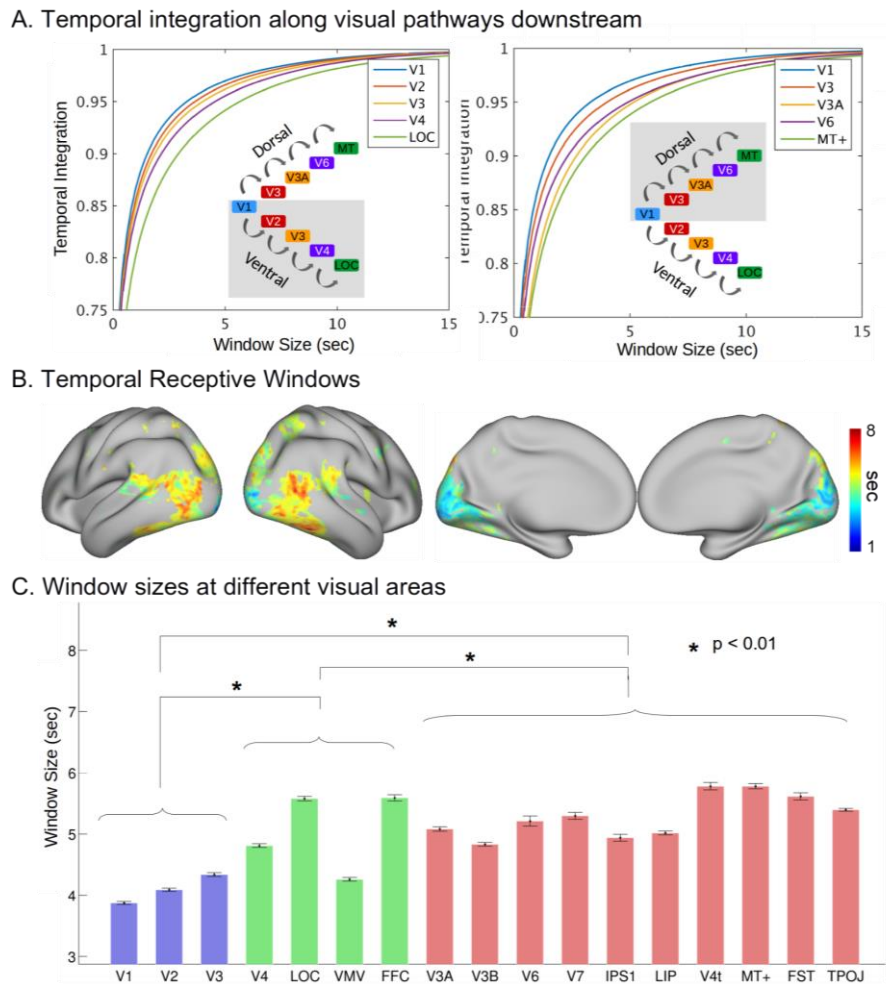 A. Temporal integration along visual pathways downstream
1
0.95
0.9
0.85
0.8
0.75
Temporal Integration
0
5
10
15
Window Size (sec)
V1
V2
V3
V4
LOC
Dorsal
MT
V6
V3A
V3
V1
V2
V3
V4
LOC
Ventral
1
0.95
0.9
0.85
0.8
0.75
Temporal Integration
0
5
10
15
Window Size (sec)
V1
V3
V3A
V6
MT+
Dorsal
MT
V6
V3A
V3
V1
V2
V3
V4
LOC
Ventral
B. Temporal Receptive Windows
8
sec
1
C. Window sizes at different visual areas
* p < 0.01
*
*
*
Window Size (sec)
8
7
6
5
4
3
V1 V2 V3 V4 LOC VMV FFC V3A V3B V6 V7 IPS1 LIP V4t MT+ FST TPOJ